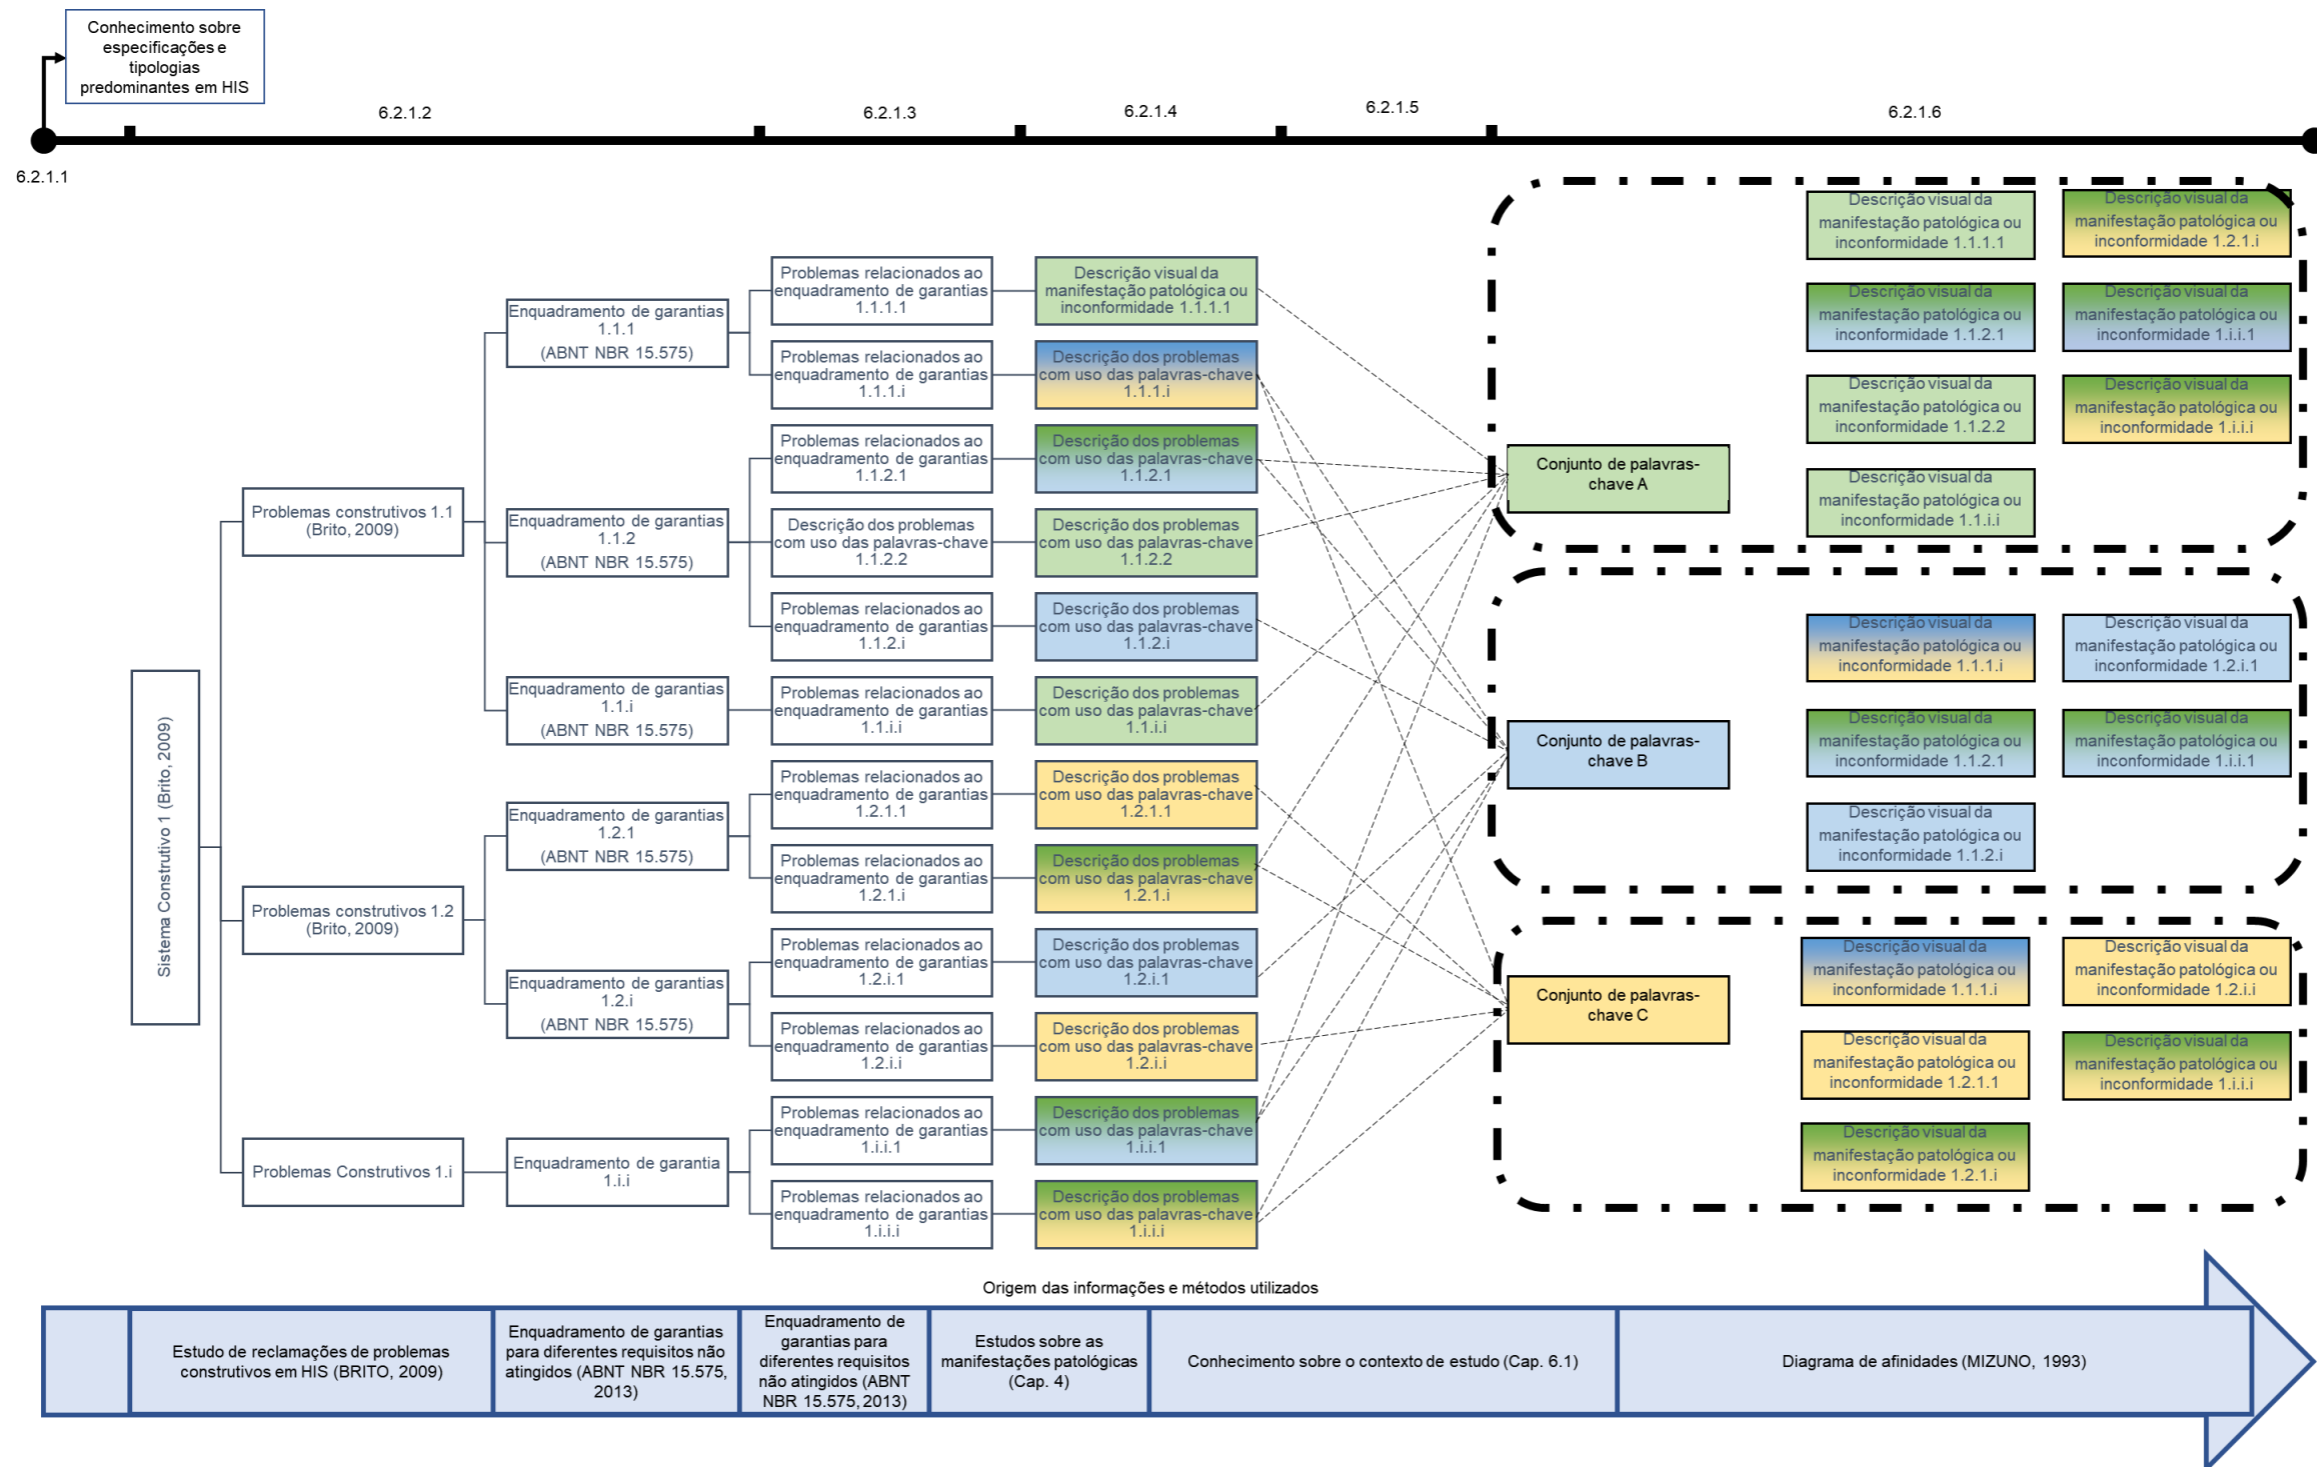 Conhecimento sobre
especificações e
tipologias
predominantes em HIS
6.2.1.1
6.2.1.2
6.2.1.3
6.2.1.4
6.2.1.5
6.2.1.6
Sistema Construtivo 1 (Brito, 2009)
Problemas construtivos 1.1
(Brito, 2009)
Problemas construtivos 1.2
(Brito, 2009)
Problemas Construtivos 1.i
Enquadramento de garantias
1.1.1
(ABNT NBR 15.575)
Enquadramento de garantias
1.1.2
(ABNT NBR 15.575)
Enquadramento de garantias
1.1.i
(ABNT NBR 15.575)
Enquadramento de garantias
1.2.1
(ABNT NBR 15.575)
Enquadramento de garantias
1.2.i
(ABNT NBR 15.575)
Enquadramento de garantia
1.i.i
Problemas relacionados ao
enquadramento de garantias
1.1.1.1
Problemas relacionados ao
enquadramento de garantias
1.1.1.i
Problemas relacionados ao
enquadramento de garantias
1.1.2.1
Descrição dos problemas
com uso das palavras-chave
1.1.2.2
Problemas relacionados ao
enquadramento de garantias
1.1.2.i
Problemas relacionados ao
enquadramento de garantias
1.1.i.i
Problemas relacionados ao
enquadramento de garantias
1.2.1.1
Problemas relacionados ao
enquadramento de garantias
1.2.1.i
Problemas relacionados ao
enquadramento de garantias
1.2.i.1
Problemas relacionados ao
enquadramento de garantias
1.2.i.i
Problemas relacionados ao
enquadramento de garantias
1.i.i.1
Problemas relacionados ao
enquadramento de garantias
1.i.i.i
Descrição visual da
manifestação patológica ou
inconformidade 1.1.1.1
Descrição dos problemas
com uso das palavras-chave
1.1.1.i
Descrição dos problemas
com uso das palavras-chave
1.1.2.1
Descrição dos problemas
com uso das palavras-chave
1.1.2.2
Descrição dos problemas
com uso das palavras-chave
1.1.2.i
Descrição dos problemas
com uso das palavras-chave
1.1.i.i
Descrição dos problemas
com uso das palavras-chave
1.2.1.1
Descrição dos problemas
com uso das palavras-chave
1.2.1.i
Descrição dos problemas
com uso das palavras-chave
1.2.i.1
Descrição dos problemas
com uso das palavras-chave
1.2.i.i
Descrição dos problemas
com uso das palavras-chave
1.i.i.1
Descrição dos problemas
com uso das palavras-chave
1.i.i.i
Conjunto de palavras-
chave A
Descrição visual da
manifestação patológica ou
inconformidade 1.1.1.1
Descrição visual da
manifestação patológica ou
inconformidade 1.2.1.i
Descrição visual da
manifestação patológica ou
inconformidade 1.1.2.1
Descrição visual da
manifestação patológica ou
inconformidade 1.i.i.1
Descrição visual da
manifestação patológica ou
inconformidade 1.1.2.2
Descrição visual da
manifestação patológica ou
inconformidade 1.i.i.i
Descrição visual da
manifestação patológica ou
inconformidade 1.1.i.i
Conjunto de palavras-
chave B
Descrição visual da
manifestação patológica ou
inconformidade 1.1.1.i
Descrição visual da
manifestação patológica ou
inconformidade 1.2.i.1
Descrição visual da
manifestação patológica ou
inconformidade 1.1.2.1
Descrição visual da
manifestação patológica ou
inconformidade 1.i.i.1
Descrição visual da
manifestação patológica ou
inconformidade 1.1.2.i
Conjunto de palavras-
chave C
Descrição visual da
manifestação patológica ou
inconformidade 1.1.1.i
Descrição visual da
manifestação patológica ou
inconformidade 1.2.i.i
Descrição visual da
manifestação patológica ou
inconformidade 1.2.1.1
Descrição visual da
manifestação patológica ou
inconformidade 1.i.i.i
Descrição visual da
manifestação patológica ou
inconformidade 1.2.1.i
Origem das informações e métodos utilizados
Estudo de reclamações de problemas
construtivos em HIS (BRITO, 2009)
Enquadramento de garantias
para diferentes requisitos não
atingidos (ABNT NBR 15.575,
2013)
Enquadramento de
garantias para
diferentes requisitos
não atingidos (ABNT
NBR 15.575, 2013)
Estudos sobre as
manifestações patológicas
(Cap. 4)
Conhecimento sobre o contexto de estudo (Cap. 6.1)
Diagrama de afinidades (MIZUNO, 1993)